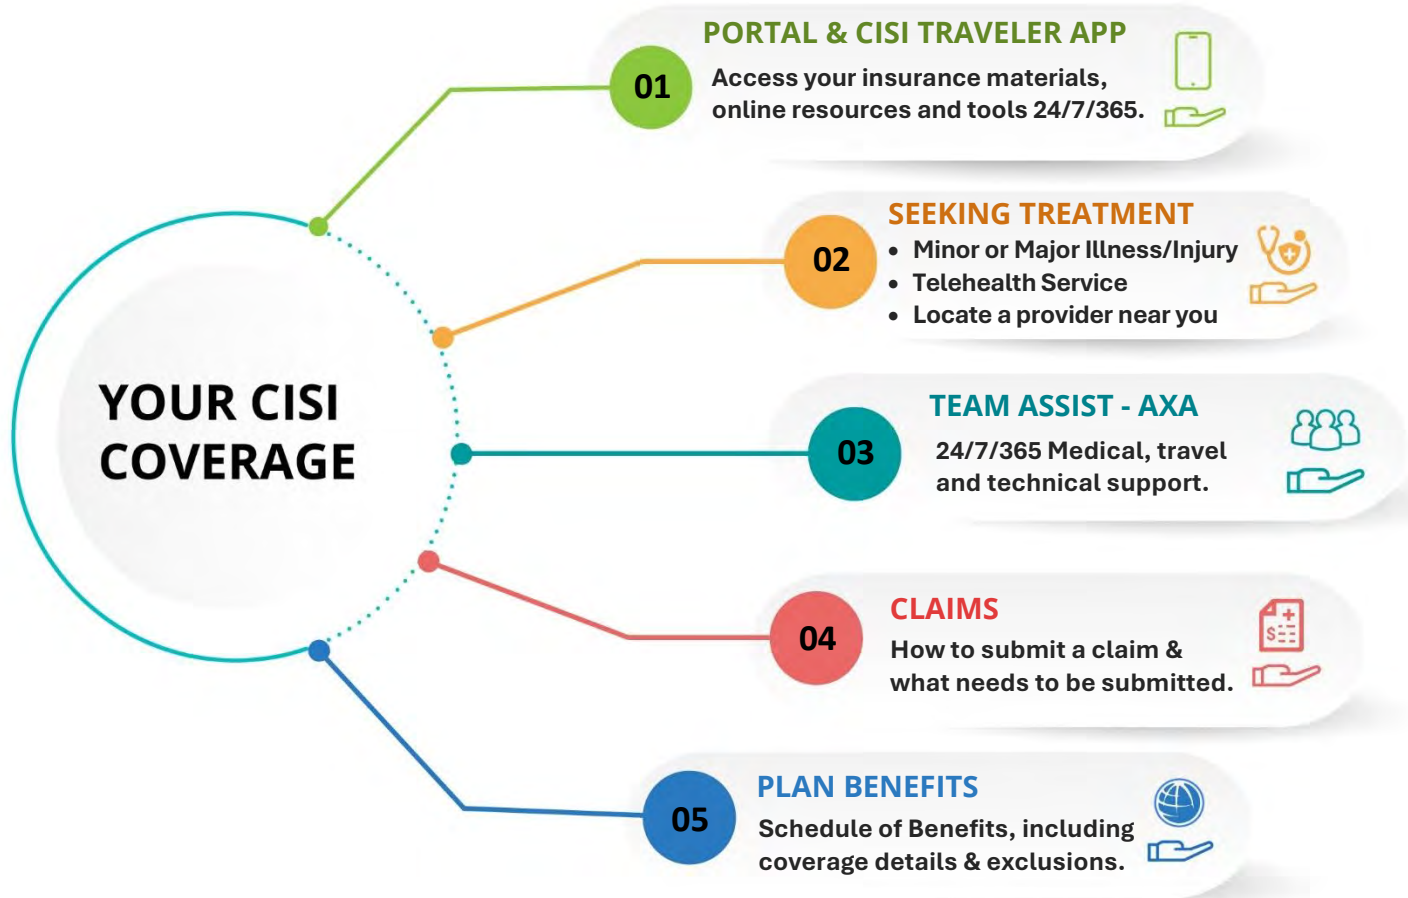 PORTAL & CISI TRAVELER APP
01
Access your insurance materials,
online resources and tools 24/7/365.
SEEKING TREATMENT
02
• Minor or Major Illness/Injury
• Telehealth Service
• Locate a provider near you
YOUR CISI
COVERAGE
TEAM ASSIST - AXA
03
24/7/365 Medical, travel
and technical support.
CLAIMS
04
How to submit a claim &
what needs to be submitted.
PLAN BENEFITS
05
Schedule of Benefits, including
coverage details & exclusions.